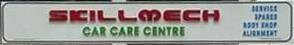 SKILLMECH
CAR CARE CENTRE
SERVICE
SPARES
BODY SHOP
ALIGNMENT